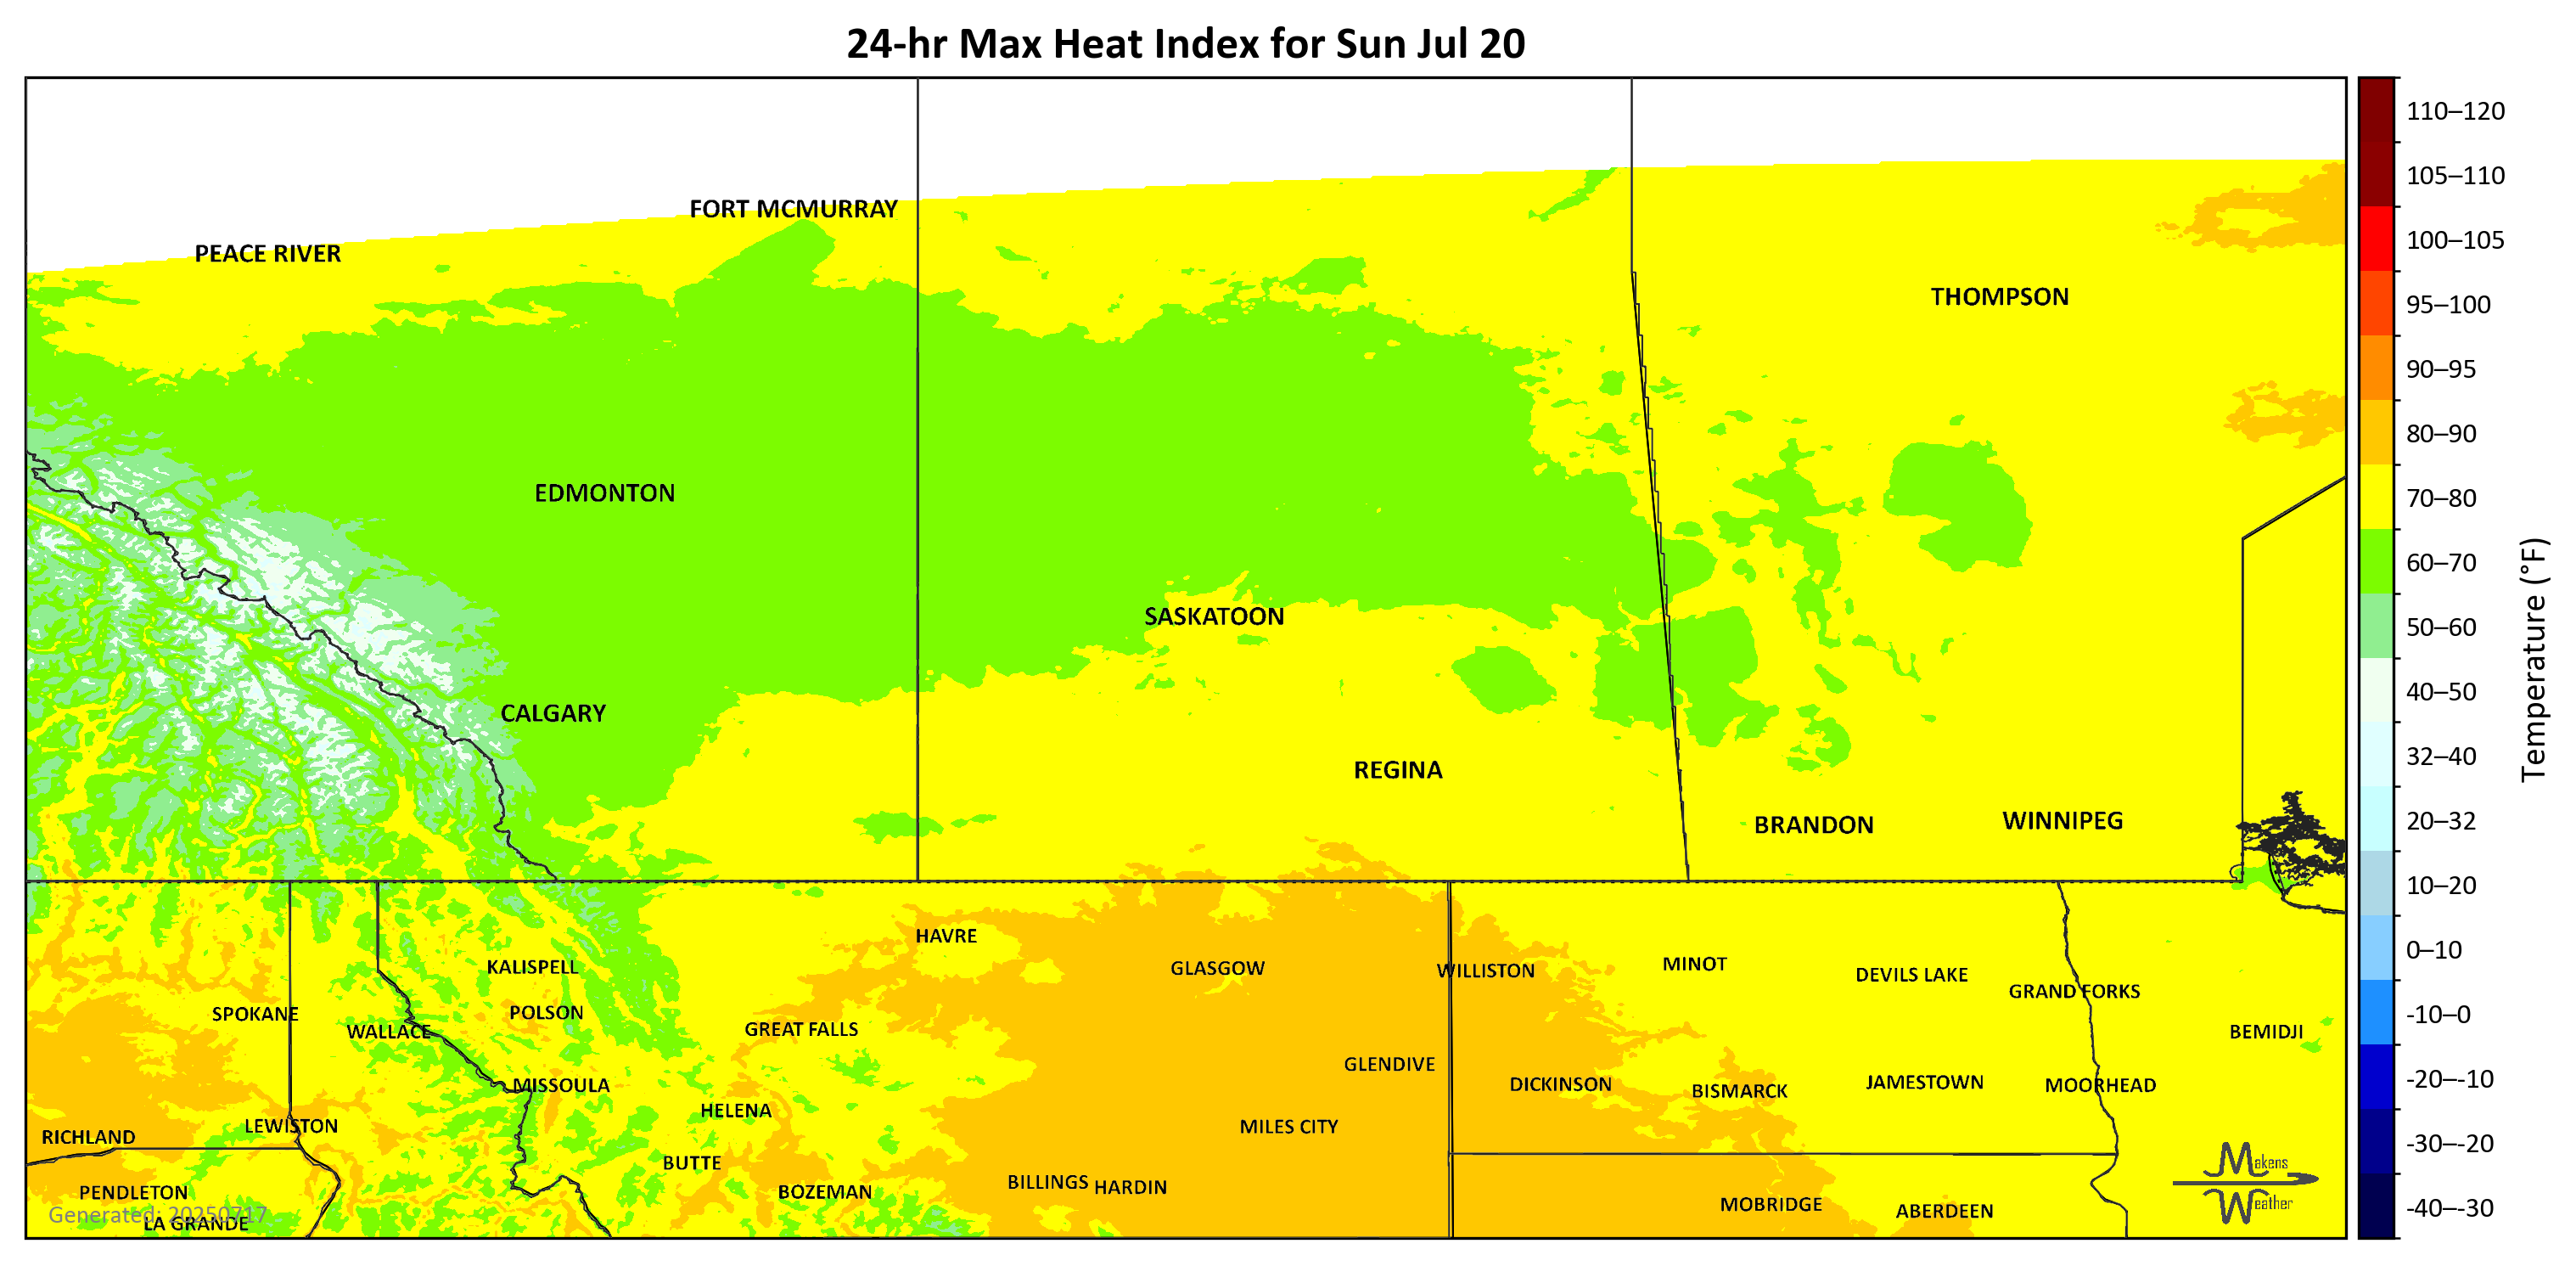 24-hr Max Heat Index for Sun Jul 20
FORT MCMURRAY
PEACE RIVER
THOMPSON
EDMONTON
SASKATOON
CALGARY
REGINA
BRANDON
WINNIPEG
HAVRE
KALISPELL
GLASGOW
WILLISTON
MINOT
DEVILS LAKE
GRAND FORKS
SPOKANE
POLSON
WALLACE
GREAT FALLS
BEMIDJI
GLENDIVE
MISSOULA
DICKINSON
BISMARCK
JAMESTOWN
MOORHEAD
HELENA
LEWISTON
MILES CITY
RICHLAND
BUTTE
PENDLETON
BOZEMAN
BILLINGS
HARDIN
MOBRIDGE
ABERDEEN
Generated: 20250717
LA GRANDE
Makens
Weather
110–120
105–110
100–105
95–100
90–95
80–90
70–80
60–70
50–60
40–50
32–40
20–32
10–20
0–10
-10–0
-20–-10
-30–-20
-40–-30
Temperature (°F)